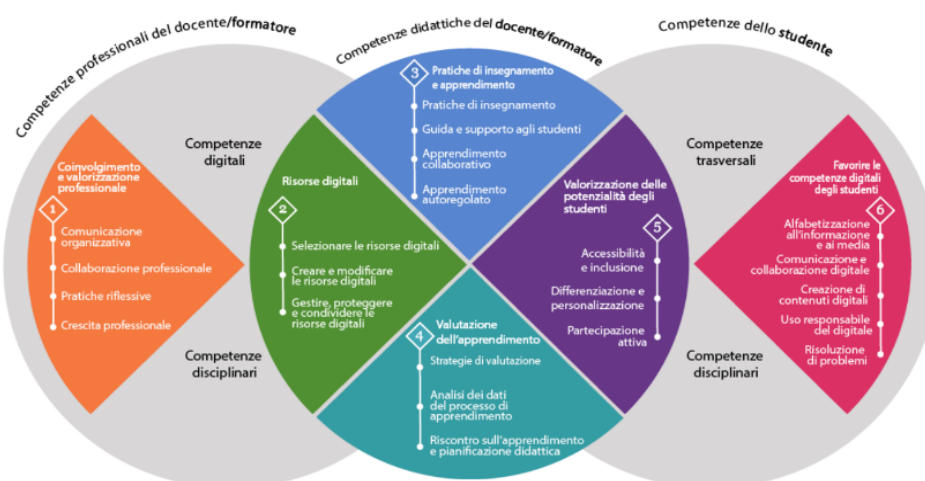 Competenze professionali del docente/formatore
Competenze didattiche del docente/formatore
Competenze dello studente
Competenze
digitali
Competenze
disciplinari
Competenze
trasversali
Competenze
disciplinari
Coinvolgimento
e valorizzazione
professionale
1
Comunicazione
organizzativa
Collaborazione professionale
Pratiche riflessive
Crescita professionale
Risorse digitali
2
Selezionare le risorse digitali
Creare e modificare
le risorse digitali
Gestire, proteggere
e condividere le
risorse digitali
3
Pratiche di insegnamento
e apprendimento
Pratiche di insegnamento
Guida e supporto agli studenti
Apprendimento
collaborativo
Apprendimento
autoregolato
4
Valutazione
dell'apprendimento
Strategie di valutazione
Analisi dei dati
del processo di
apprendimento
Riscontro sull'apprendimento
e pianificazione didattica
Valorizzazione delle
potenzialità degli
studenti
5
Accessibilità
e inclusione
Differenziazione e
personalizzazione
Partecipazione
attiva
Favorire le
competenze digitali
degli studenti
6
Alfabetizzazione
all'informazione
e ai media
Comunicazione e
collaborazione digitale
Creazione di
contenuti digitali
Uso responsabile
del digitale
Risoluzione
di problemi